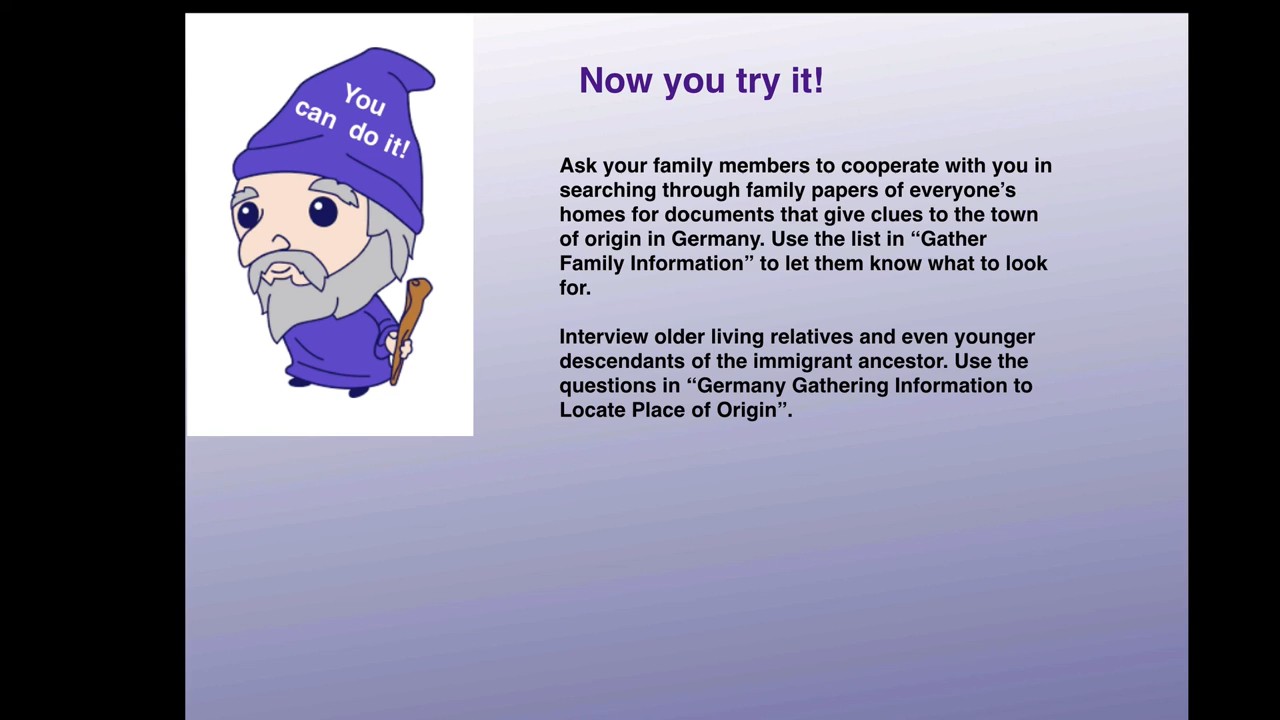 You
can do it!
Now you try it!
Ask your family members to cooperate with you in
searching through family papers of everyone’s
homes for documents that give clues to the town
of origin in Germany. Use the list in “Gather
Family Information” to let them know what to look
for.
Interview older living relatives and even younger
descendants of the immigrant ancestor. Use the
questions in “Germany Gathering Information to
Locate Place of Origin”.